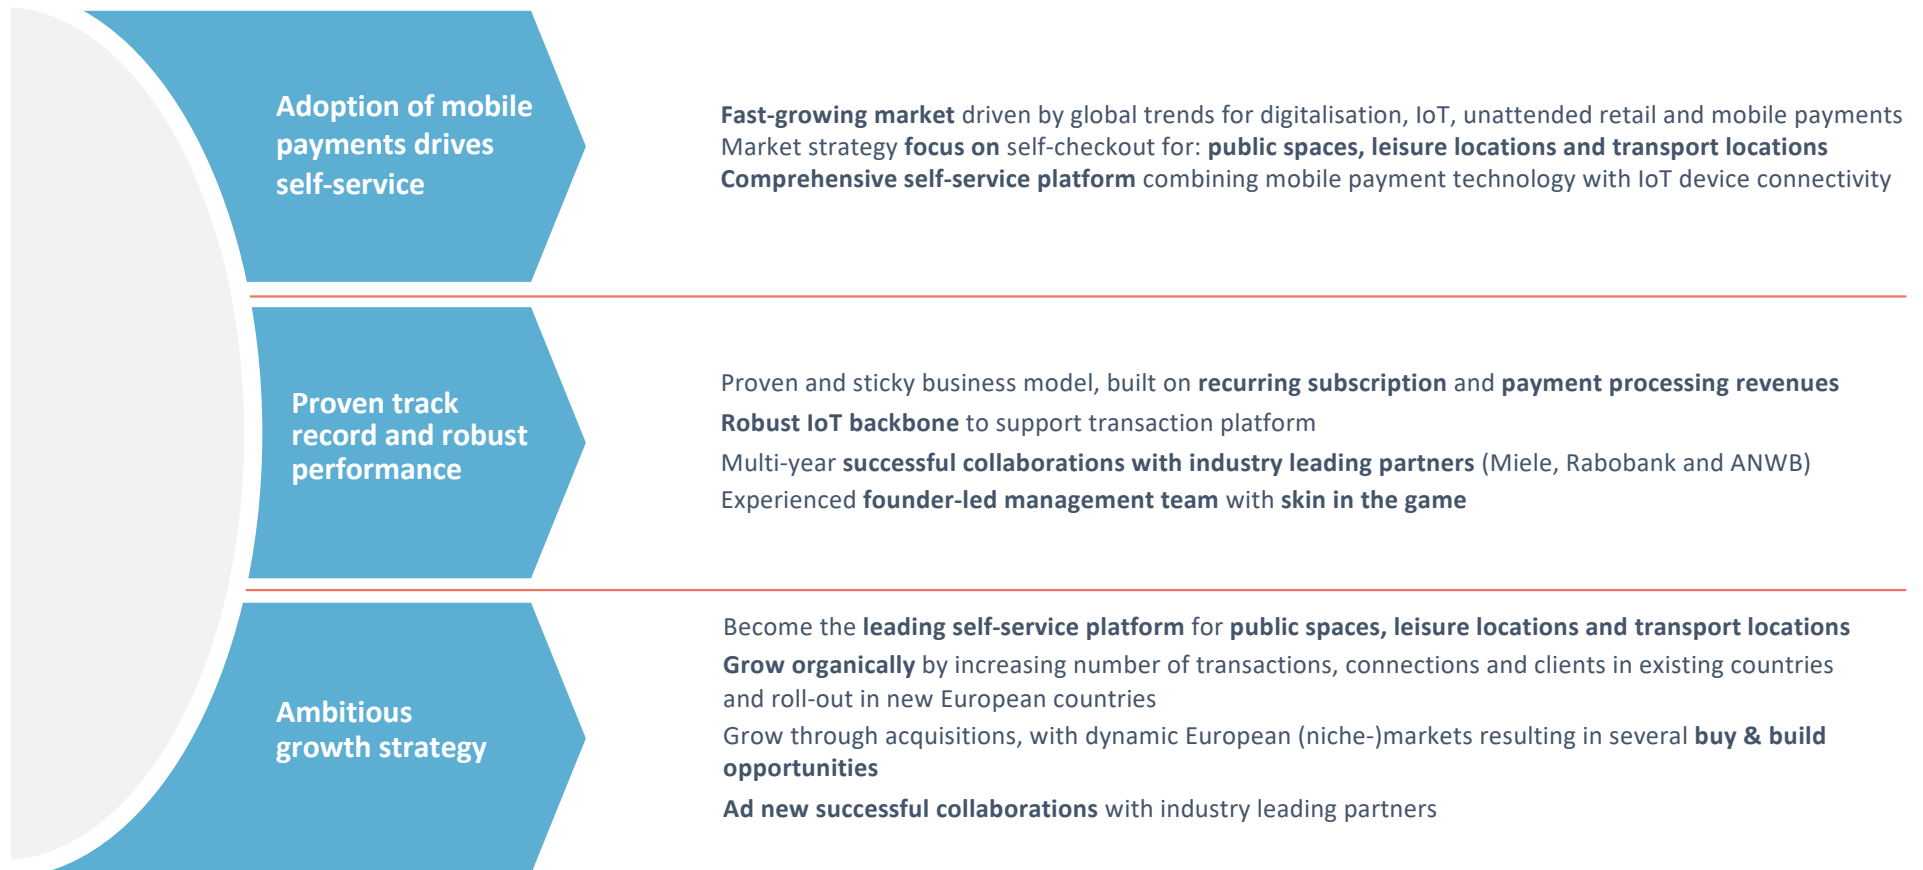 Adoption of mobile
payments drives
self-service
Fast-growing market driven by global trends for digitalisation, IoT, unattended retail and mobile payments
Market strategy focus on self-checkout for: public spaces, leisure locations and transport locations
Comprehensive self-service platform combining mobile payment technology with IoT device connectivity
Proven track
record and robust
performance
Proven and sticky business model, built on recurring subscription and payment processing revenues
Robust IoT backbone to support transaction platform
Multi-year successful collaborations with industry leading partners (Miele, Rabobank and ANWB)
Experienced founder-led management team with skin in the game
Ambitious
growth strategy
Become the leading self-service platform for public spaces, leisure locations and transport locations
Grow organically by increasing number of transactions, connections and clients in existing countries
and roll-out in new European countries
Grow through acquisitions, with dynamic European (niche-)markets resulting in several buy & build
opportunities
Ad new successful collaborations with industry leading partners